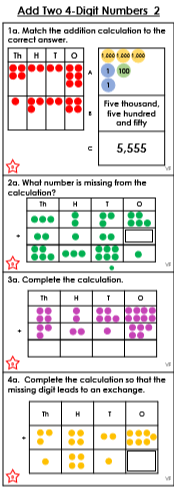 Add Two 4-Digit Numbers 2
1a. Match the addition calculation to the
correct answer.
Th H T O
A
1,000 1,000 1,000
1 100
1
B
Five thousand,
five hundred
and fifty
C
5,555
2a. What number is missing from the
calculation?
Th H T O
+
3a. Complete the calculation.
Th H T O
+
4a. Complete the calculation so that the
missing digit leads to an exchange.
Th H T O
+